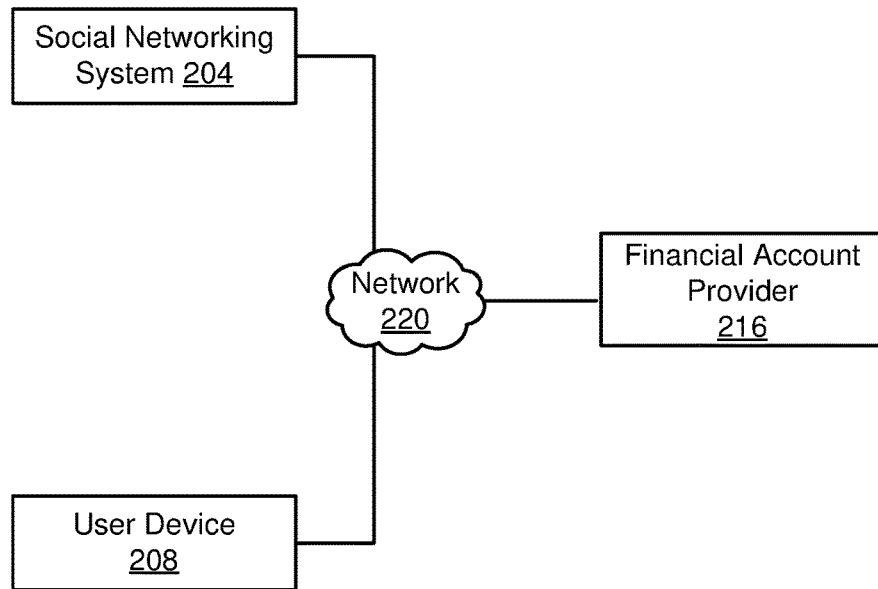 Social Networking
System 204
Network
220
Financial Account
Provider
216
User Device
208